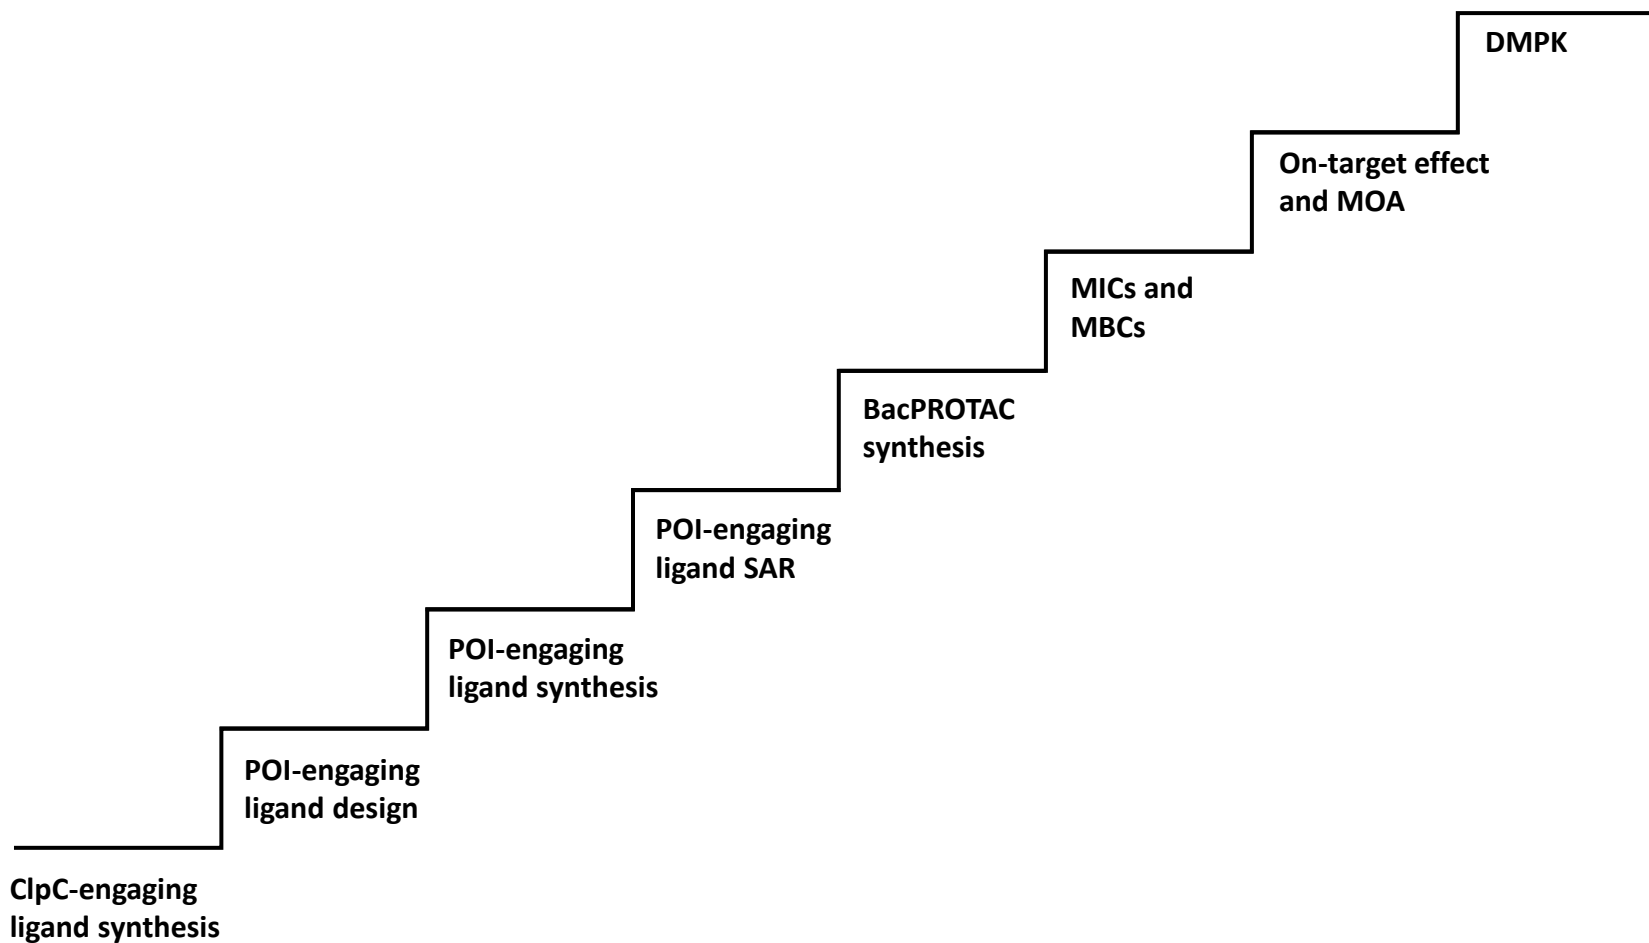 DMPK
On-target effect
and MOA
MICs and
MBCs
BacPROTAC
synthesis
POI-engaging
ligand SAR
POI-engaging
ligand synthesis
POI-engaging
ligand design
ClpC-engaging
ligand synthesis